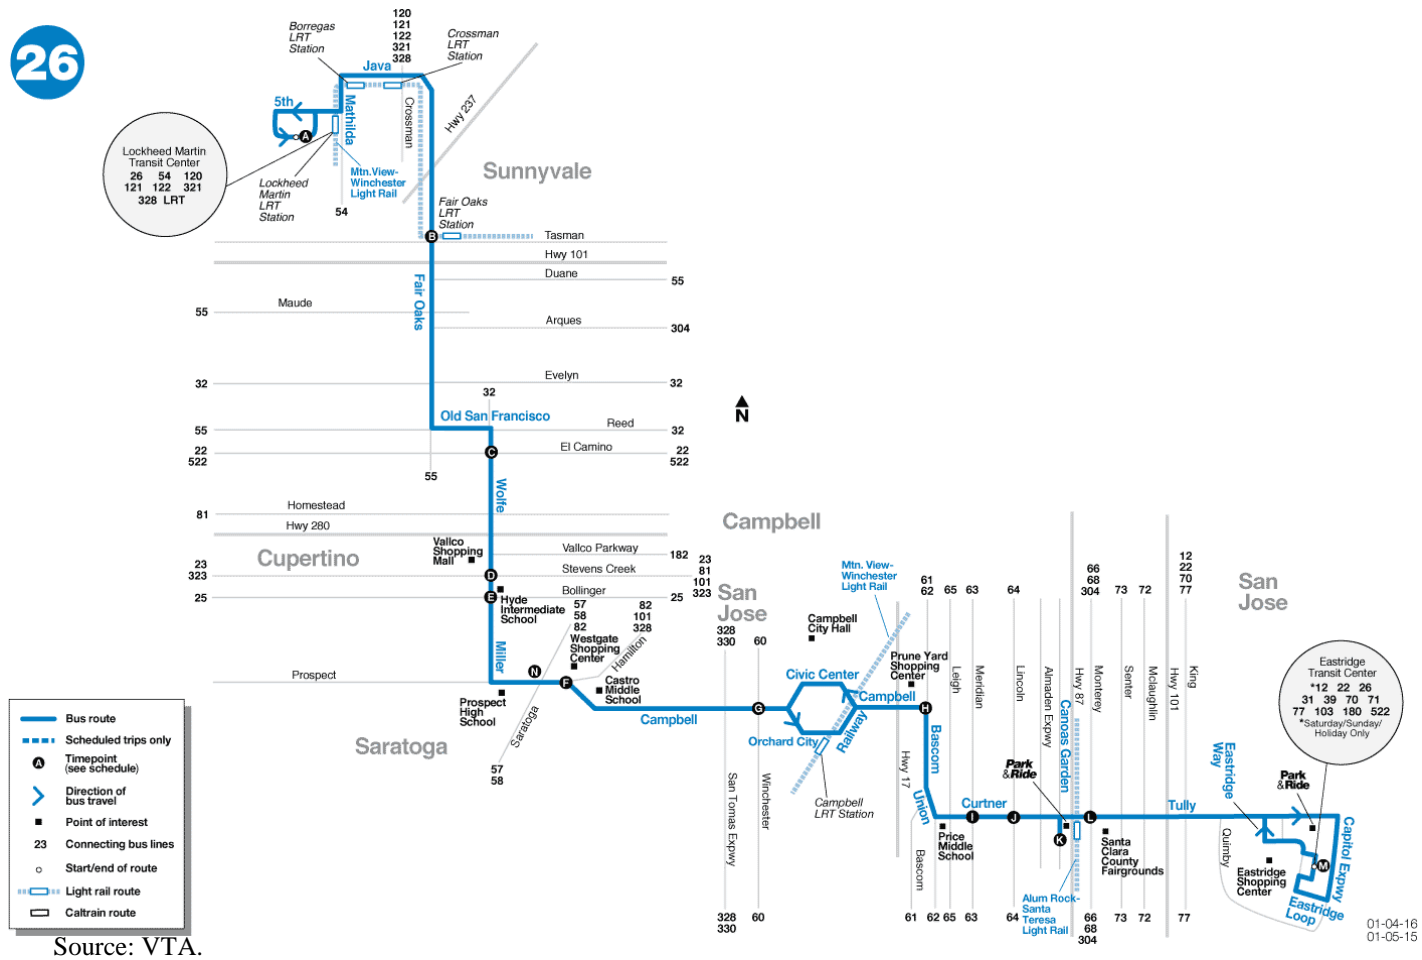 26
Borregas
LRT
Station
120
121
122
321
328
Crossman
LRT
Station
Java
5th
Mathilda
Crossman
Hwy 237
A
Lockheed Martin
Transit Center
26 54 120
121 122 321
328 LRT
Lockheed
Martin
LRT
Station
Mtn.View-
Winchester
Light Rail
54
Sunnyvale
Fair Oaks
LRT
Station
B
Tasman
Hwy 101
Duane
55
Fair Oaks
Maude
55
Arques
304
Evelyn
32
32
32
Old San Francisco
Reed
55
32
El Camino
22
522
22
522
C
55
Wolfe
N
Homestead
81
Hwy 280
Cupertino
Vallco
Shopping
Mall
Vallco Parkway
182
23
323
D
Stevens Creek
23
81
101
323
25
E
Bollinger
25
Hyde
Intermediate
School
57
58
82
82
101
328
Westgate
Shopping
Center
Hamilton
Miller
Prospect
N
F
Castro
Middle
School
Prospect
High
School
Saratoga
Saratoga
57
58
Campbell
Campbell
San
Jose
328
330
60
G
San Tomas Expwy
Winchester
328
330
60
Campbell
City Hall
Mtn. View-
Winchester
Light Rail
Civic Center
Orchard City
Railway
Campbell
Campbell
LRT Station
Prune Yard
Shopping
Center
H
Hwy 17
Bascom
Union
Bascom
61
62
65
63
64
66
68
304
73
72
12
22
70
77
Leigh
Meridian
Lincoln
Almaden Expwy
Hwy 87
Canoas Garden
Monterey
Senter
Mclaughlin
Hwy 101
King
San
Jose
Park
&Ride
Curtner
I
J
K
L
Tully
Price
Middle
School
Santa
Clara
County
Fairgrounds
Alum Rock-
Santa
Teresa
Light Rail
61
62
65
63
64
66
68
304
73
72
77
Eastridge
Transit Center
*12 22 26
31 39 70 71
77 103 180 522
*Saturday/Sunday/
Holiday Only
Eastridge
Way
Park
&Ride
Quimby
M
Capitol Expwy
Eastridge
Shopping
Center
Eastridge
Loop
01-04-16
01-05-15
Bus route
Scheduled trips only
A
Timepoint
(see schedule)
Direction of
bus travel
Point of interest
23
Connecting bus lines
Start/end of route
Light rail route
Caltrain route
Source: VTA.